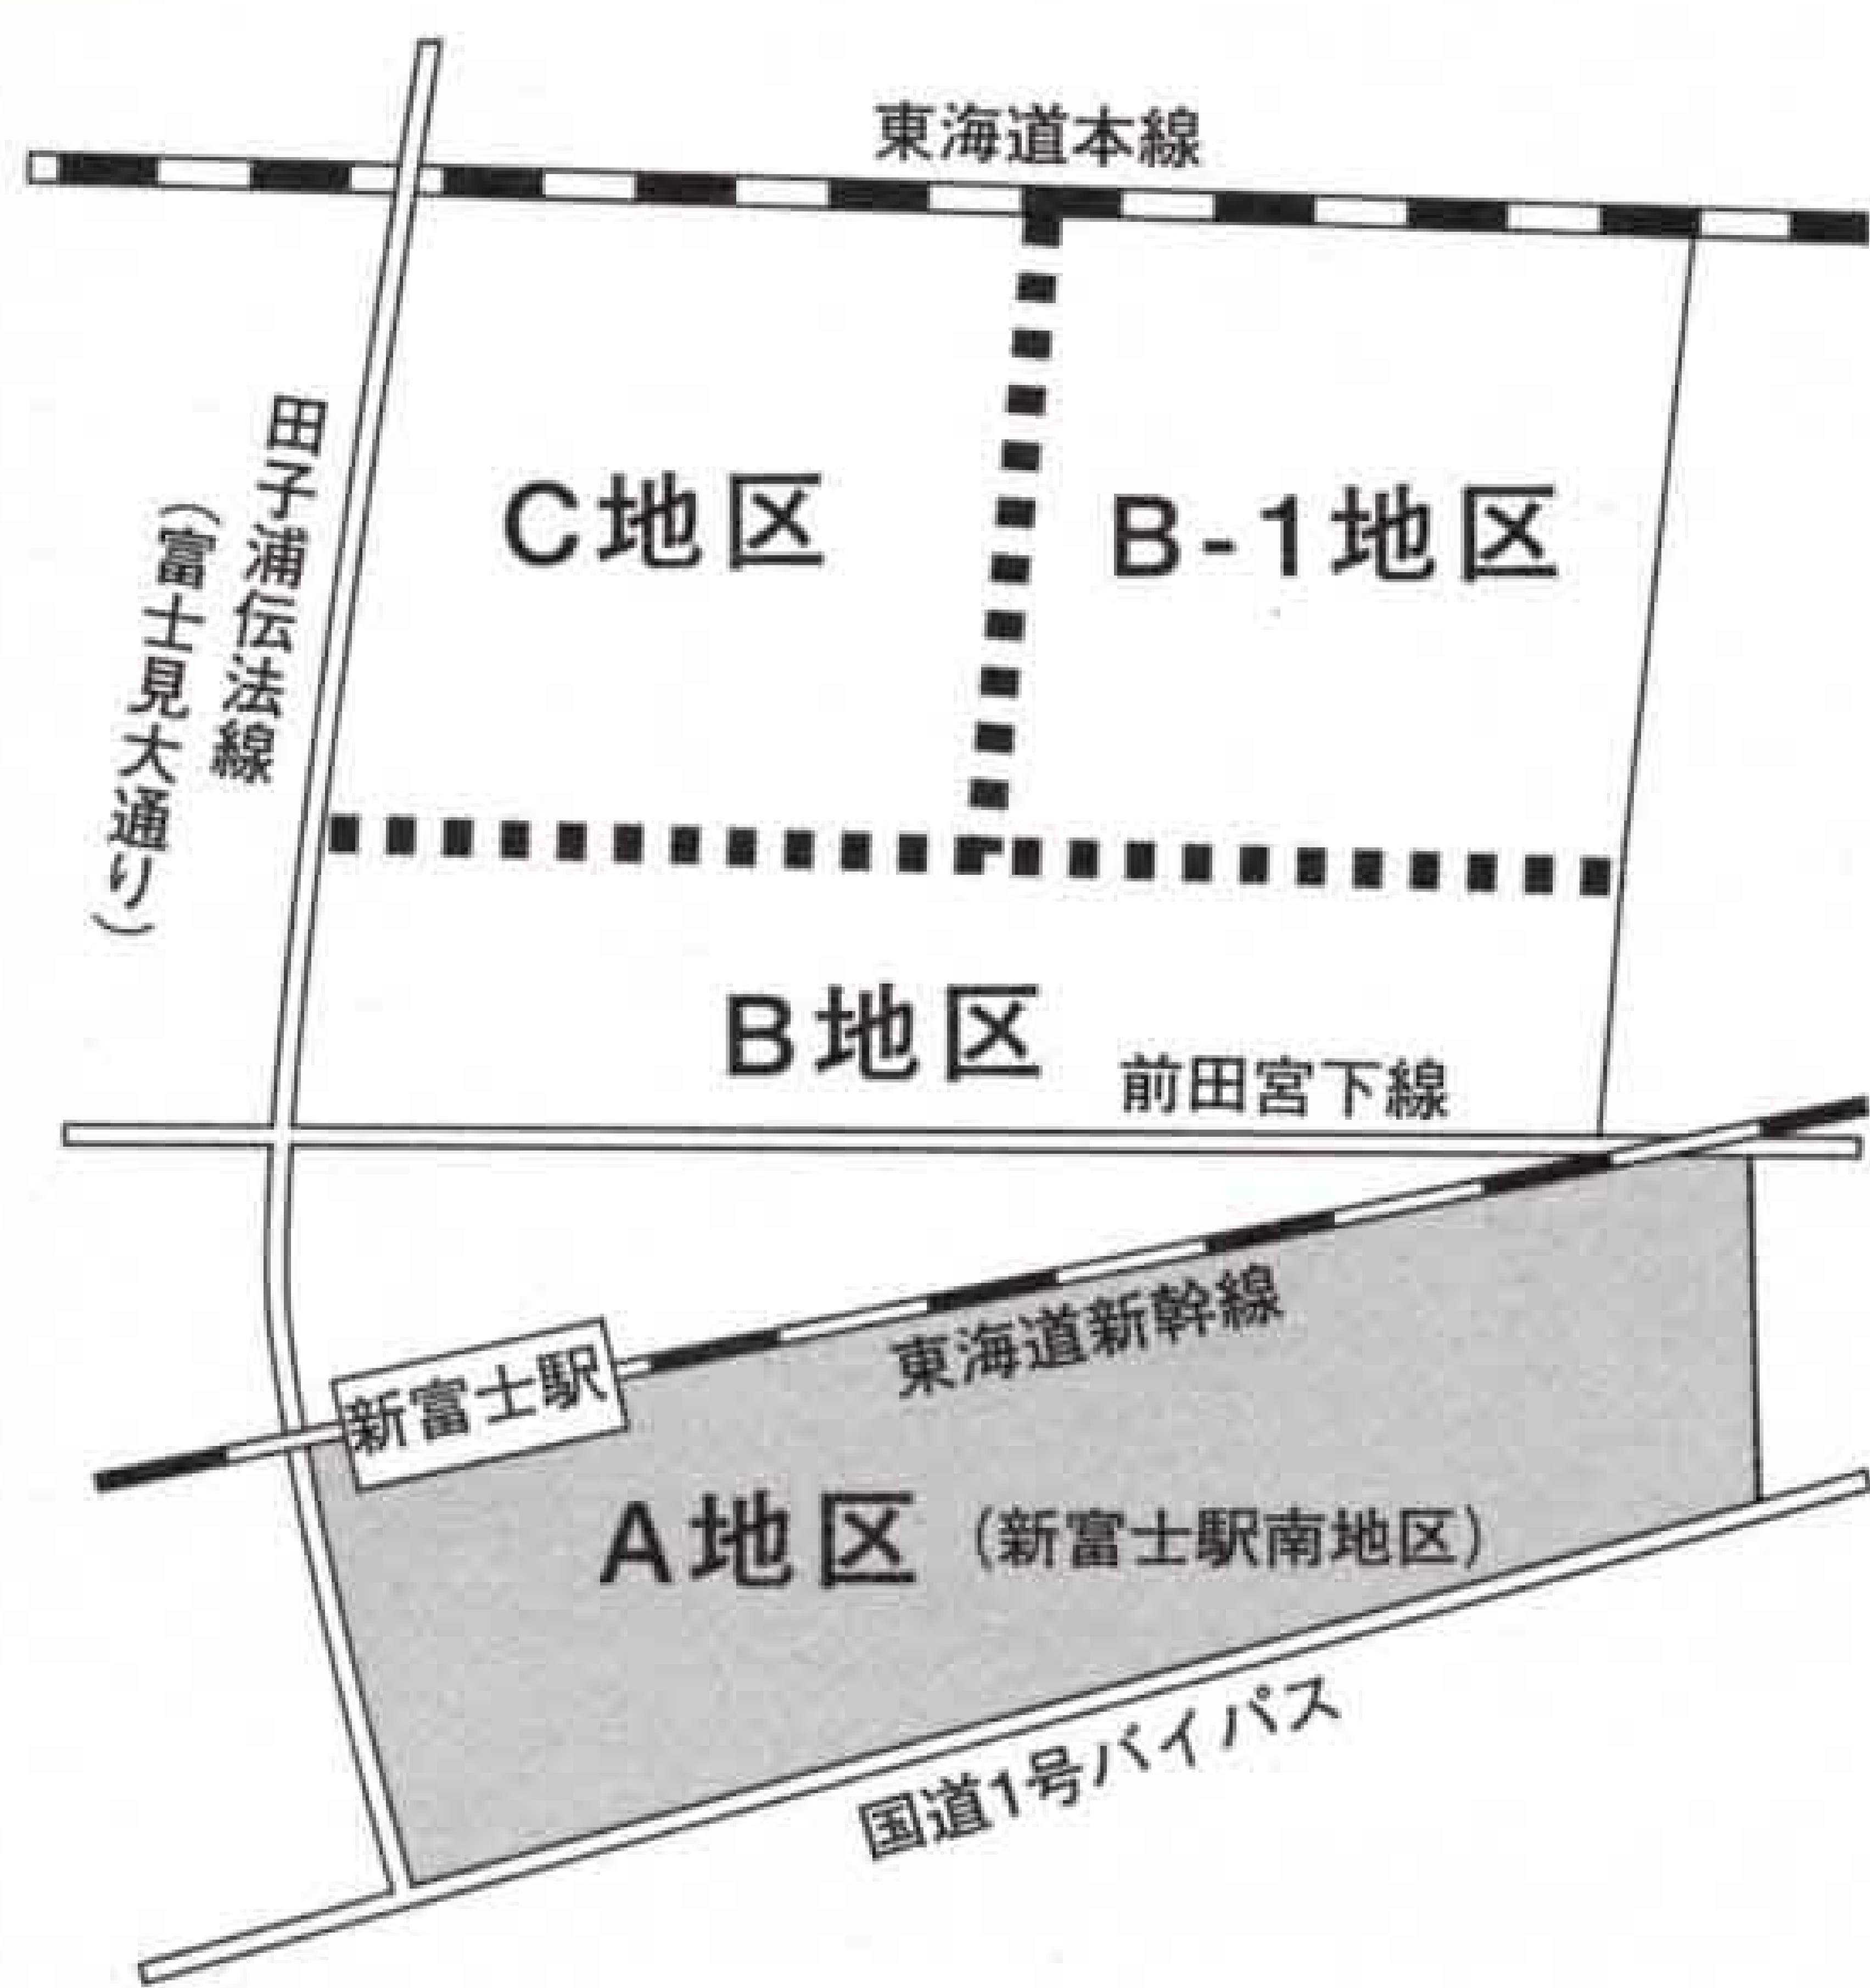 東海道本線
田子浦伝法線
（富士見大通り）
C地区
B-1地区
B地区
前田宮下線
東海道新幹線
新富士駅
A地区（新富士駅南地区）
国道1号バイパス